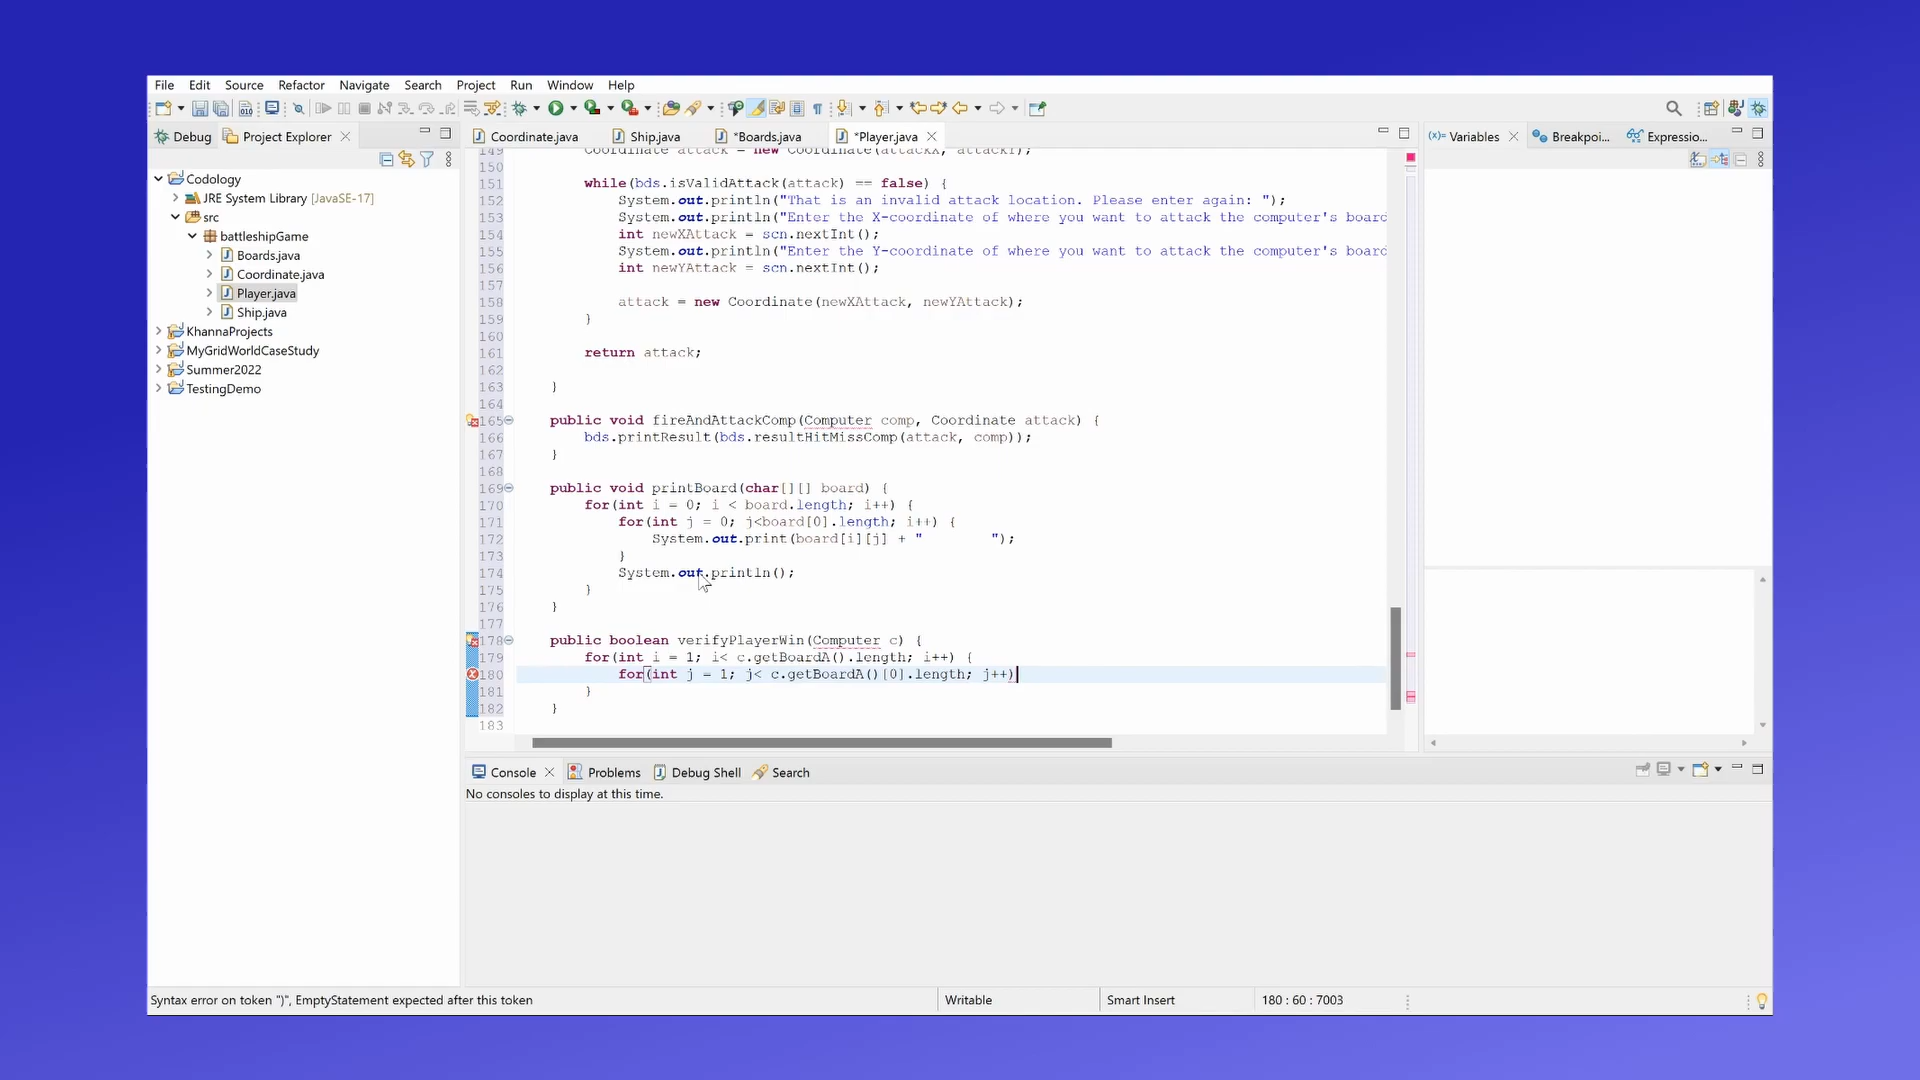 File Edit Source Refactor Navigate Search Project Run Window Help
Debug Project Explorer
Codology
JRE System Library [JavaSE-17]
src
battleshipGame
Boards.java
Coordinate.java
Player.java
Ship.java
KhannaProjects
MyGridWorldCaseStudy
Summer2022
TestingDemo
Coordinate.java Ship.java *Boards.java *Player.java
149 Coordinate attack = new Coordinate(attackX, attackY);
150
151 while(bds.isValidAttack(attack) == false) {
152 System.out.println("That is an invalid attack location. Please enter again: ");
153 System.out.println("Enter the X-coordinate of where you want to attack the computer's board
154 int newXAttack = scn.nextInt();
155 System.out.println("Enter the Y-coordinate of where you want to attack the computer's board
156 int newYAttack = scn.nextInt();
157
158 attack = new Coordinate(newXAttack, newYAttack);
159 }
160
161 return attack;
162
163 }
164
165 public void fireAndAttackComp(Computer comp, Coordinate attack) {
166 bds.printResult(bds.resultHitMissComp(attack, comp));
167 }
168
169 public void printBoard(char[][] board) {
170 for(int i = 0; i < board.length; i++) {
171 for(int j = 0; j<board[0].length; i++) {
172 System.out.print(board[i][j] + "        ");
173 }
174 System.out.println();
175 }
176 }
177
178 public boolean verifyPlayerWin(Computer c) {
179 for(int i = 1; i< c.getBoardA().length; i++) {
180 for(int j = 1; j< c.getBoardA()[0].length; j++)
181 }
182 }
183
(x)= Variables Breakpoi... Expressio...
Console Problems Debug Shell Search
No consoles to display at this time.
Syntax error on token ")", EmptyStatement expected after this token Writable Smart Insert 180 : 60 : 7003